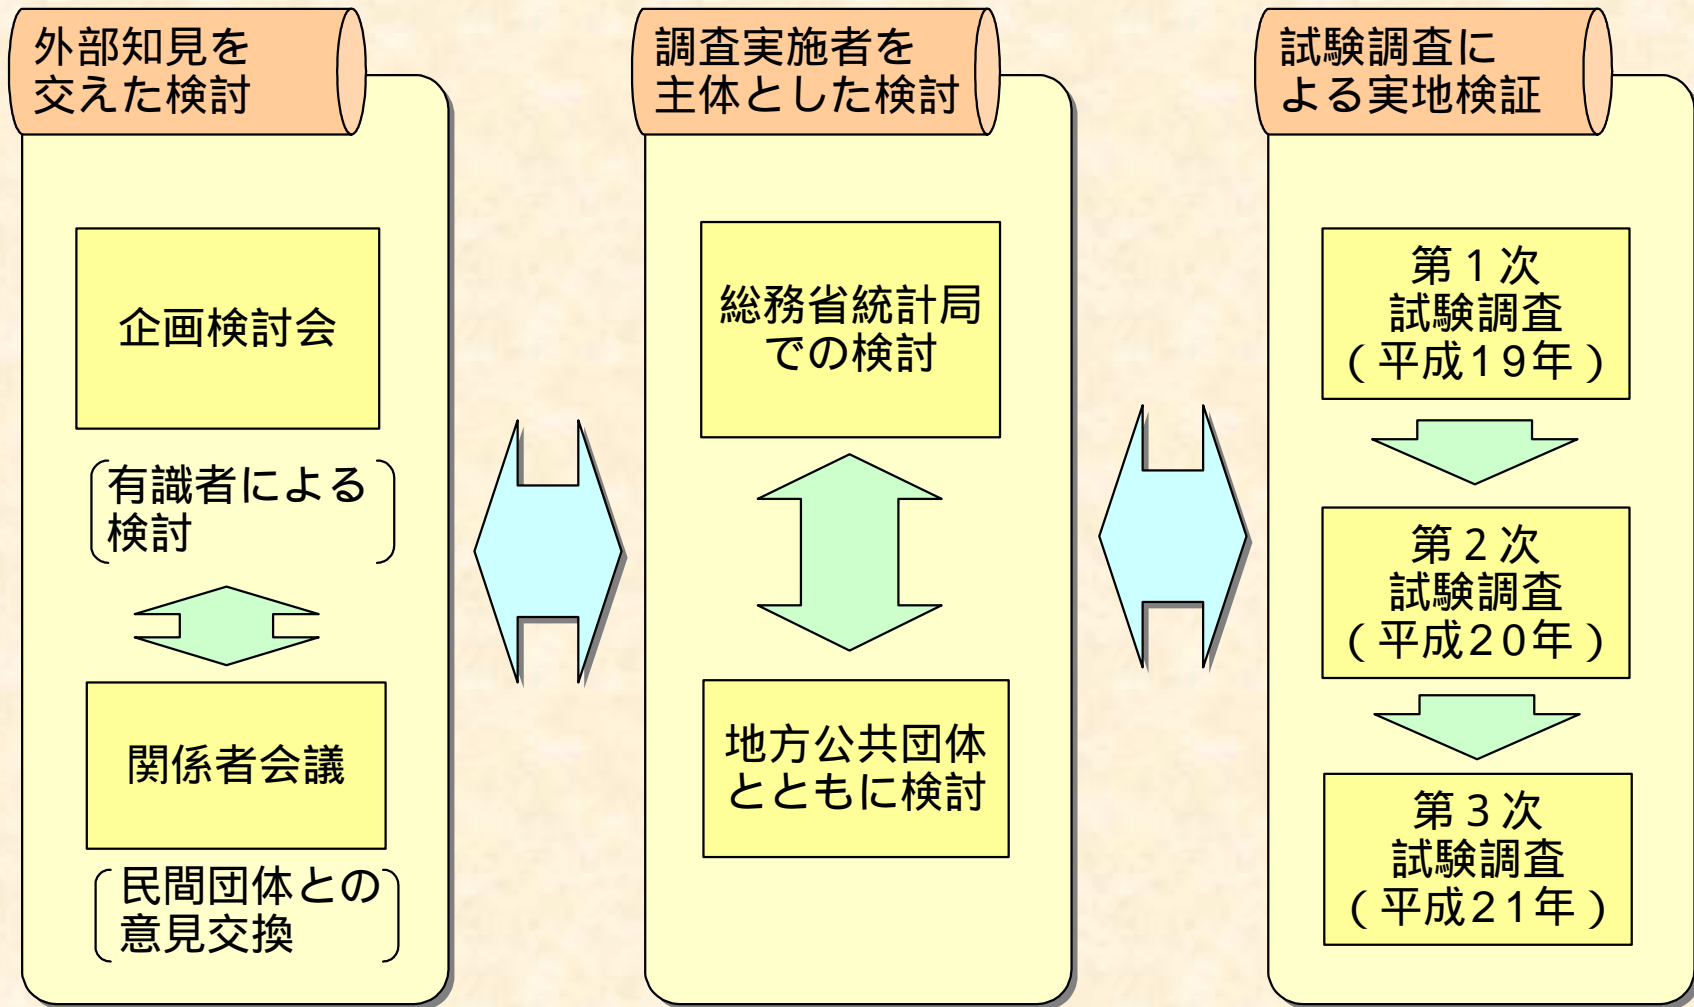 外部知見を
交えた検討
企画検討会
有識者による
検討
関係者会議
民間団体との
意見交換
調査実施者を
主体とした検討
総務省統計局
での検討
地方公共団体
とともに検討
試験調査に
よる実地検証
第1次
試験調査
(平成19年)
第2次
試験調査
(平成20年)
第3次
試験調査
(平成21年)